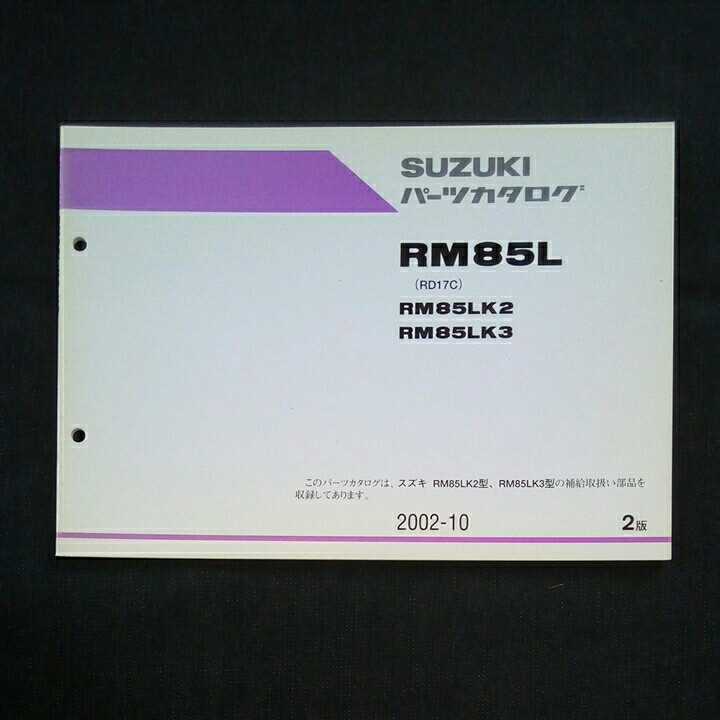 SUZUKI
パーツカタログ
RM85L
(RD17C)
RM85LK2
RM85LK3
このパーツカタログは、スズキ RM85LK2型、RM85LK3型の補給取扱い部品を
収録してあります。
2002-10
2版